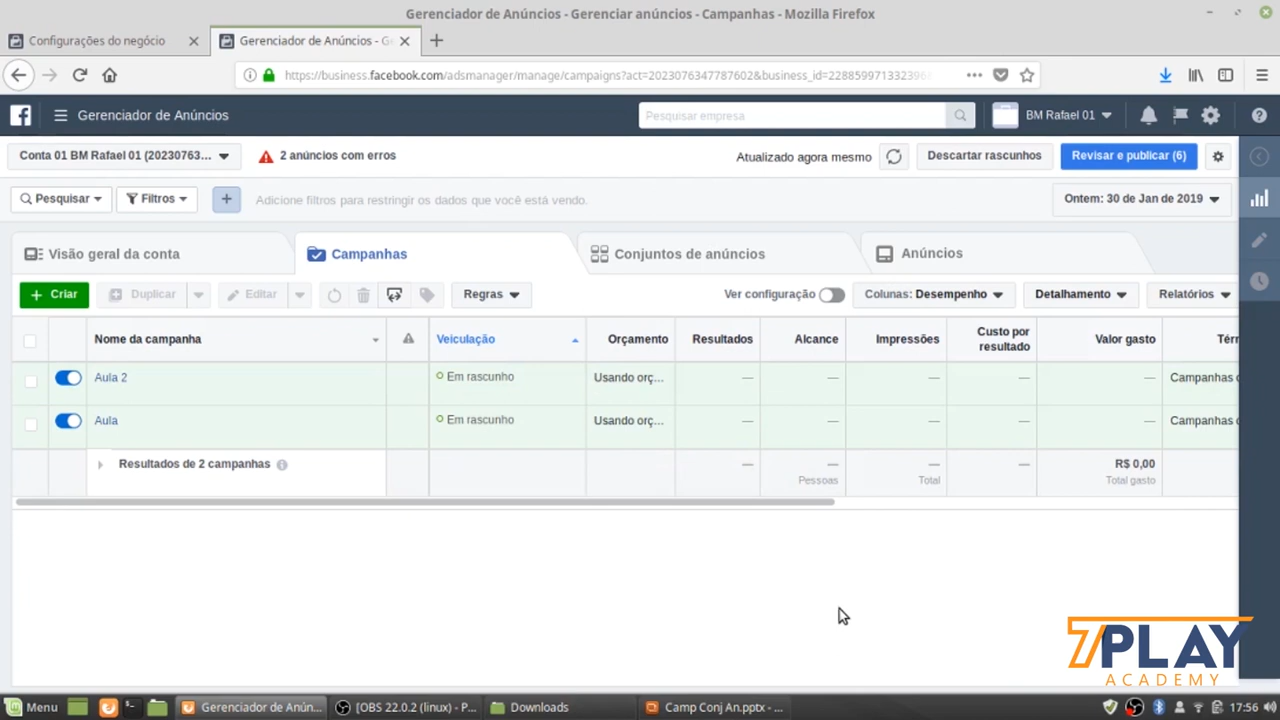 Gerenciador de Anúncios - Gerenciar anúncios - Campanhas - Mozilla Firefox
Configurações do negócio
Gerenciador de Anúncios - G
https://business.facebook.com/adsmanager/manage/campaigns?act=2023076347787602&business_id=228859971332396
Gerenciador de Anúncios
Pesquisar empresa
BM Rafael 01
Conta 01 BM Rafael 01 (20230763...
2 anúncios com erros
Atualizado agora mesmo
Descartar rascunhos
Revisar e publicar (6)
Pesquisar
Filtros
Adicione filtros para restringir os dados que você está vendo.
Ontem: 30 de Jan de 2019
Visão geral da conta
Campanhas
Conjuntos de anúncios
Anúncios
+ Criar
Duplicar
Editar
Regras
Ver configuração
Colunas: Desempenho
Detalhamento
Relatórios
Nome da campanha
Veiculação
Orçamento
Resultados
Alcance
Impressões
Custo por
resultado
Valor gasto
Térr
Aula 2
Em rascunho
Usando orç...
—
—
—
—
—
Campanhas
Aula
Em rascunho
Usando orç...
—
—
—
—
—
Campanhas
Resultados de 2 campanhas
—
—
Pessoas
—
Total
—
R$ 0,00
Total gasto
7PLAY
ACADEMY
Menu
Gerenciador de Anún...
[OBS 22.0.2 (linux) - P...
Downloads
Camp Conj An.pptx - ...
17:56